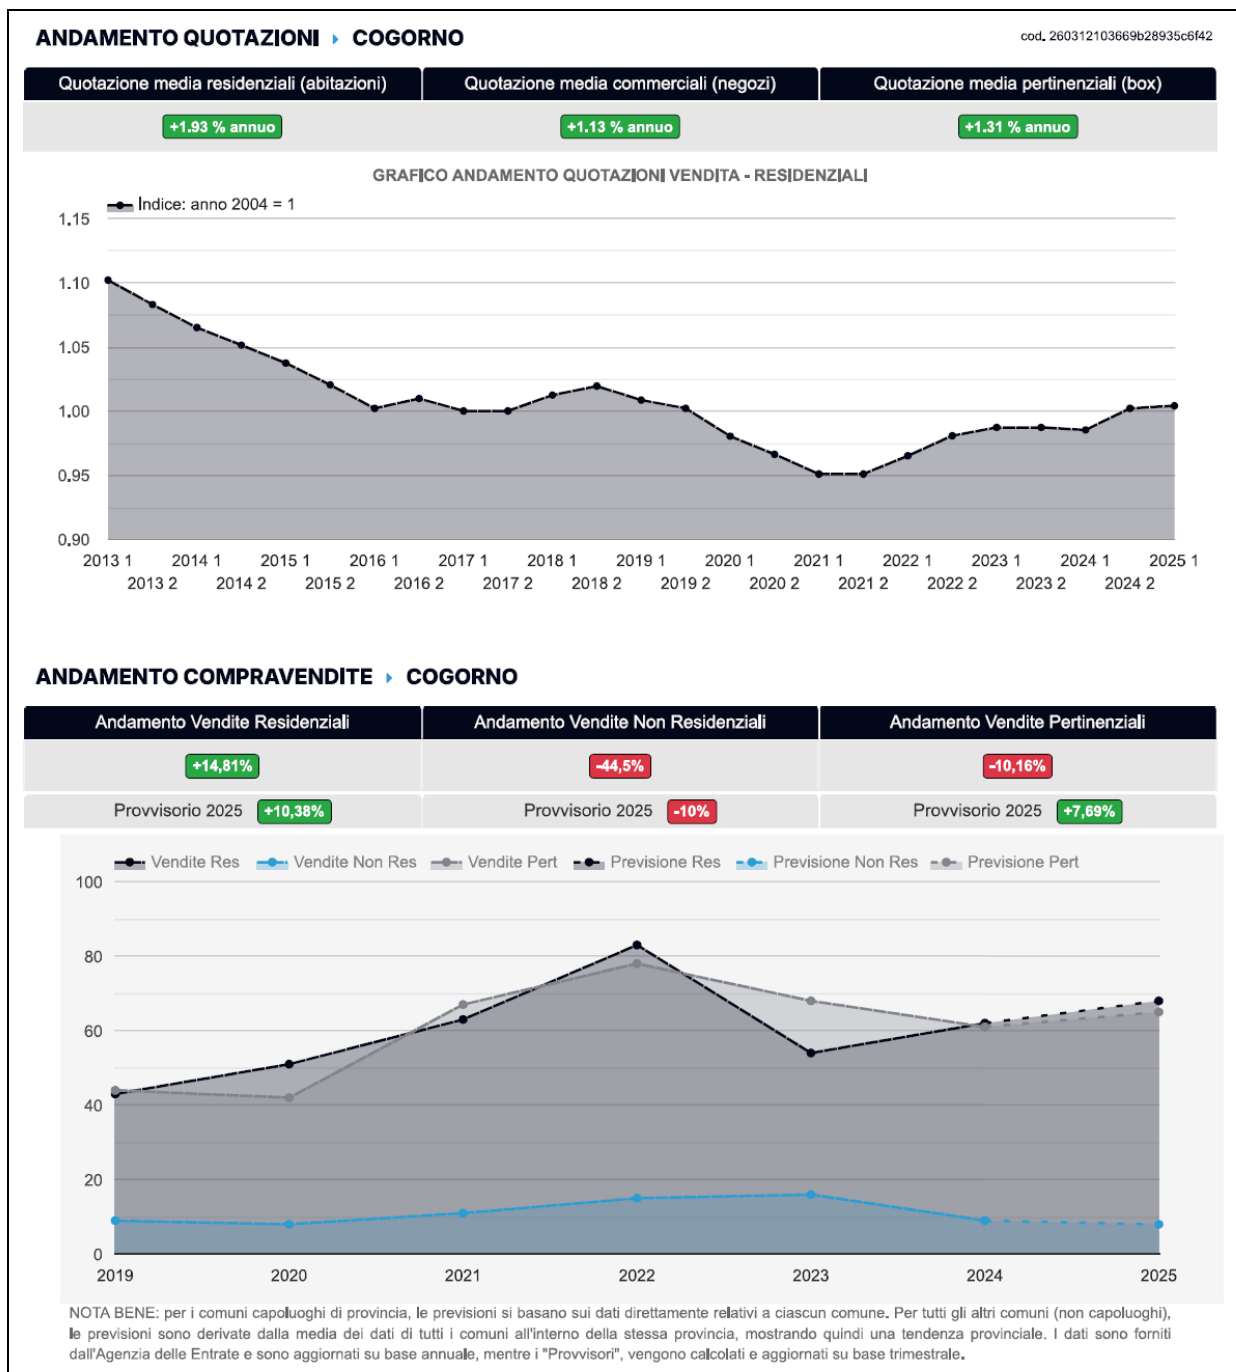 ANDAMENTO QUOTAZIONI ▸ COGORNO
cod. 260312103669b28935c6f42
Quotazione media residenziali (abitazioni) Quotazione media commerciali (negozi) Quotazione media pertinenziali (box)
+1.93 % annuo +1.13 % annuo +1.31 % annuo
GRAFICO ANDAMENTO QUOTAZIONI VENDITA - RESIDENZIALI
Indice: anno 2004 = 1
1.15
1.10
1.05
1.00
0.95
0.90
2013 1 2014 1 2015 1 2016 1 2017 1 2018 1 2019 1 2020 1 2021 1 2022 1 2023 1 2024 1 2025 1
2013 2 2014 2 2015 2 2016 2 2017 2 2018 2 2019 2 2020 2 2021 2 2022 2 2023 2 2024 2
ANDAMENTO COMPRAVENDITE ▸ COGORNO
Andamento Vendite Residenziali Andamento Vendite Non Residenziali Andamento Vendite Pertinenziali
+14,81% -44,5% -10,16%
Provvisorio 2025 +10,38% Provvisorio 2025 -10% Provvisorio 2025 +7,69%
Vendite Res Vendite Non Res Vendite Pert Previsione Res Previsione Non Res Previsione Pert
100
80
60
40
20
0
2019 2020 2021 2022 2023 2024 2025
NOTA BENE: per i comuni capoluoghi di provincia, le previsioni si basano sui dati direttamente relativi a ciascun comune. Per tutti gli altri comuni (non capoluoghi),
le previsioni sono derivate dalla media dei dati di tutti i comuni all'interno della stessa provincia, mostrando quindi una tendenza provinciale. I dati sono forniti
dall'Agenzia delle Entrate e sono aggiornati su base annuale, mentre i "Provvisori", vengono calcolati e aggiornati su base trimestrale.